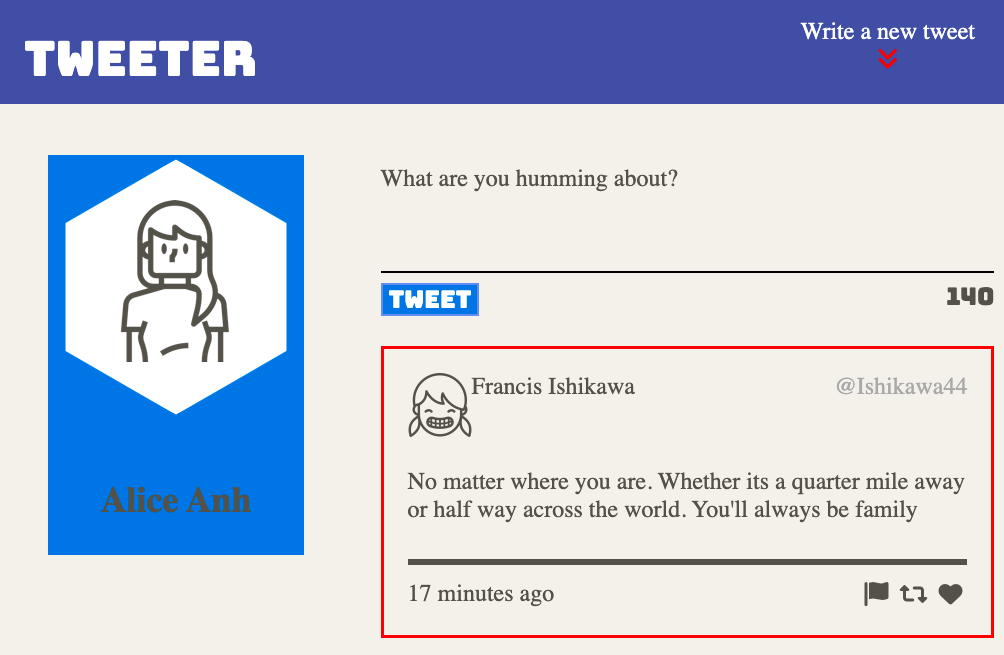 TWEETER
Write a new tweet
What are you humming about?
TWEET
140
Alice Anh
Francis Ishikawa
@Ishikawa44
No matter where you are. Whether its a quarter mile away
or half way across the world. You'll always be family
17 minutes ago